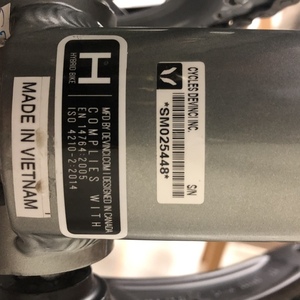 MADE IN VIETNAM
H
HYBRID BIKE
MFD BY DEVINCI.COM | DESIGNED IN CANADA
COMPLIES WITH
EN 14764:2005
ISO 4210-2:2014
CYCLES DEVINCI INC.
*SM025448*
S/N